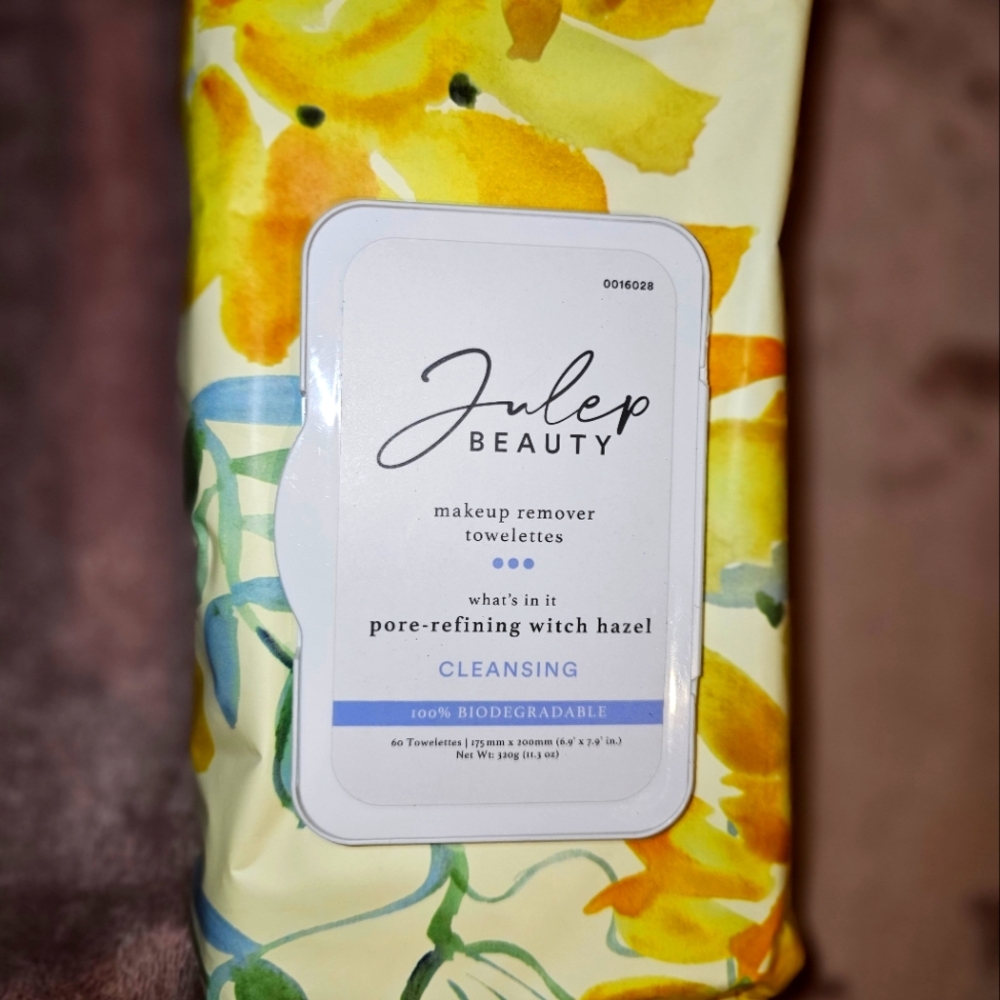 0016028
Julep
BEAUTY
makeup remover
towelettes
what's in it
pore-refining witch hazel
CLEANSING
100% BIODEGRADABLE
60 Towelettes | 175mm x 200mm (6.9' x 7.9' in.)
Net Wt: 320g (11.3 oz)